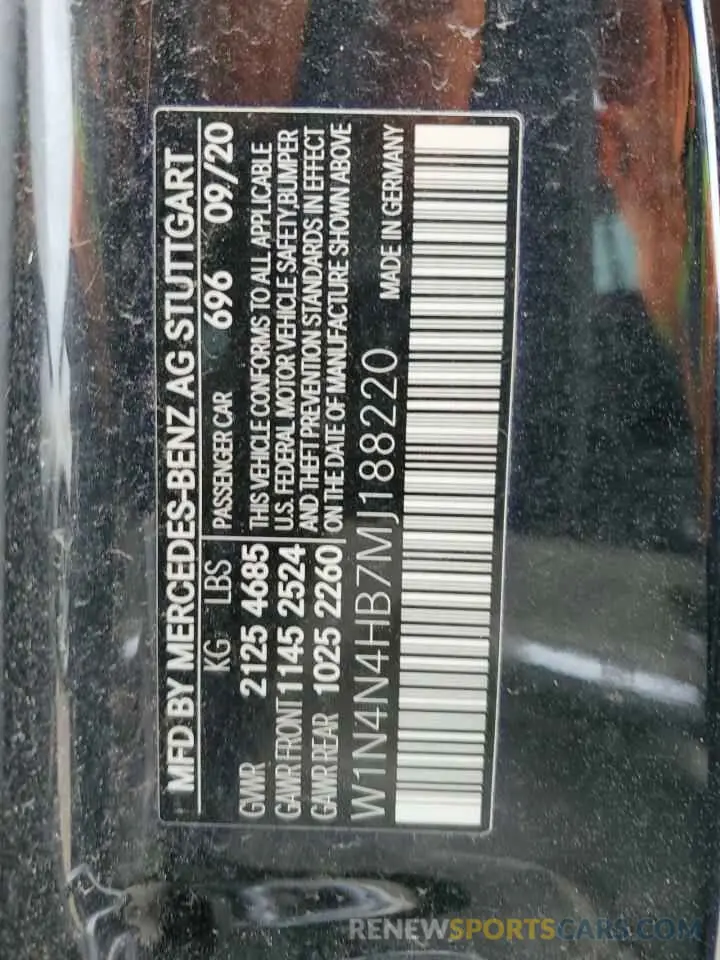 MFD BY MERCEDES-BENZ AG STUTTGART
KG LBS PASSENGER CAR 696 09/20
GWR 2125 4685 THIS VEHICLE CONFORMS TO ALL APPLICABLE
U.S. FEDERAL MOTOR VEHICLE SAFETY,BUMPER
GAWR FRONT 1145 2524 AND THEFT PREVENTION STANDARDS IN EFFECT
GAWR REAR 1025 2260 ON THE DATE OF MANUFACTURE SHOWN ABOVE
W1N4N4HB7MJ188220 MADE IN GERMANY
RENEWSPORTSCARS.COM